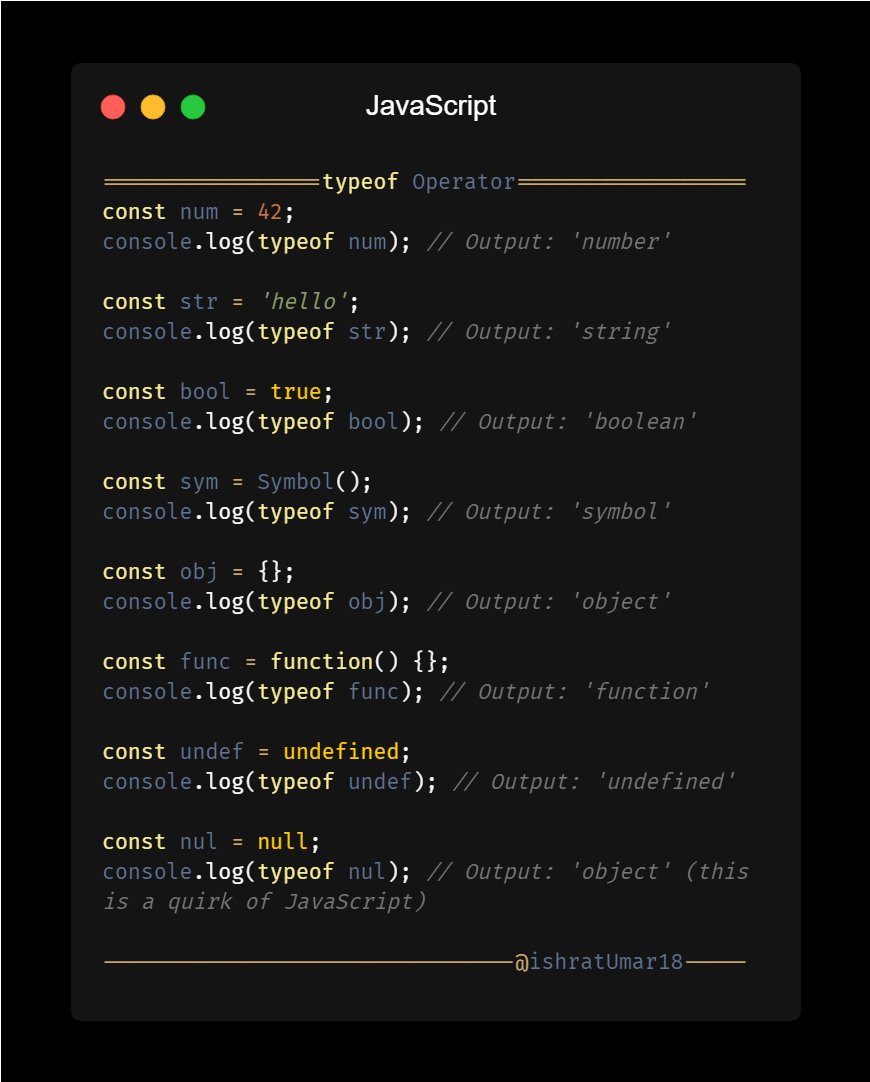 JavaScript
=================typeof Operator==================
const num = 42;
console.log(typeof num); // Output: 'number'
const str = 'hello';
console.log(typeof str); // Output: 'string'
const bool = true;
console.log(typeof bool); // Output: 'boolean'
const sym = Symbol();
console.log(typeof sym); // Output: 'symbol'
const obj = {};
console.log(typeof obj); // Output: 'object'
const func = function() {};
console.log(typeof func); // Output: 'function'
const undef = undefined;
console.log(typeof undef); // Output: 'undefined'
const nul = null;
console.log(typeof nul); // Output: 'object' (this
is a quirk of JavaScript)
--------------------------------@ishratUmar18-----